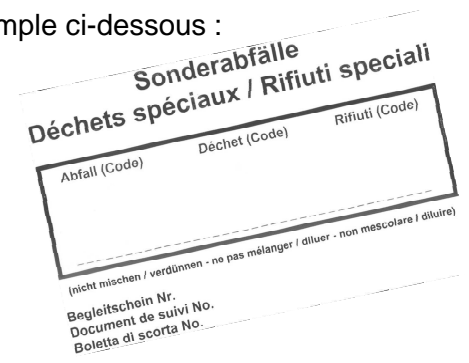 mple ci-dessous :
Sonderabfälle
Déchets spéciaux / Rifiuti speciali
Abfall (Code) Déchet (Code) Rifiuti (Code)
(nicht mischen / verdünnen - ne pas mélanger / diluer - non mescolare / diluire)
Begleitschein Nr.
Document de suivi No.
Boletta di scorta No.